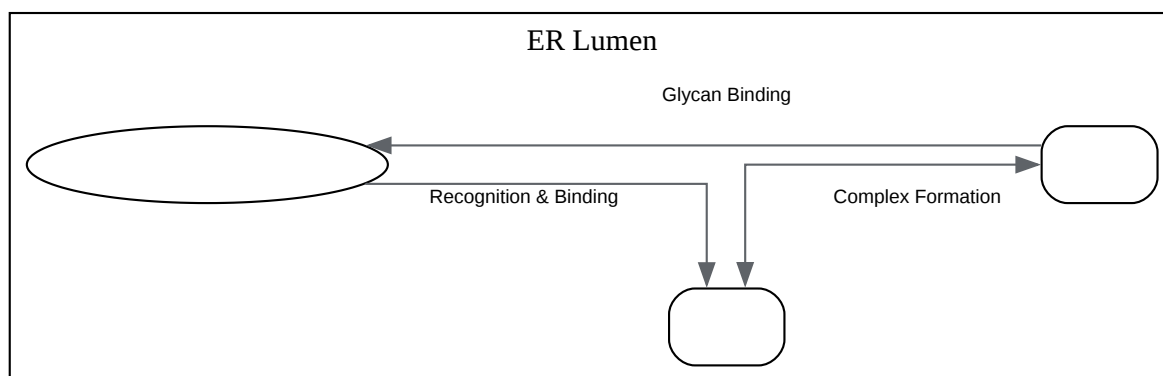 ER Lumen
Glycan Binding
Recognition & Binding
Complex Formation